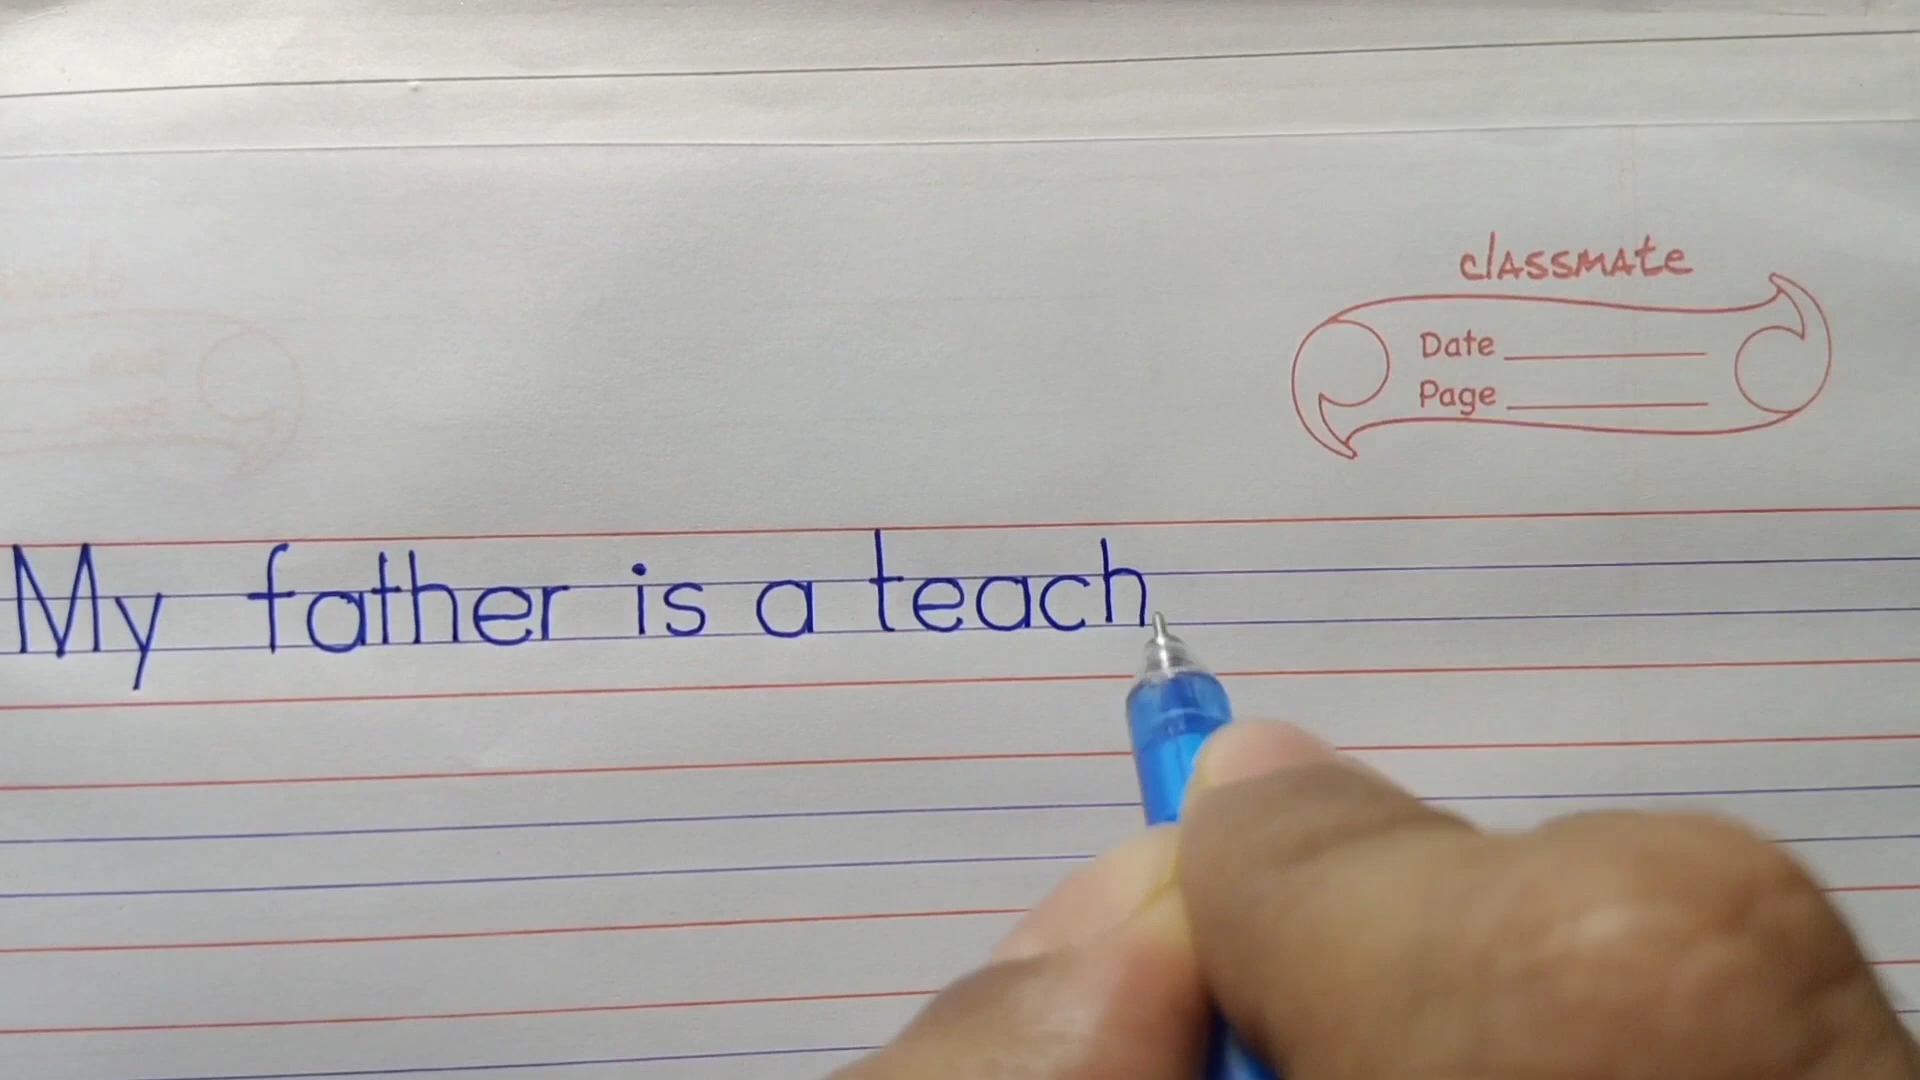 classmate
Date
Page
My father is a teach